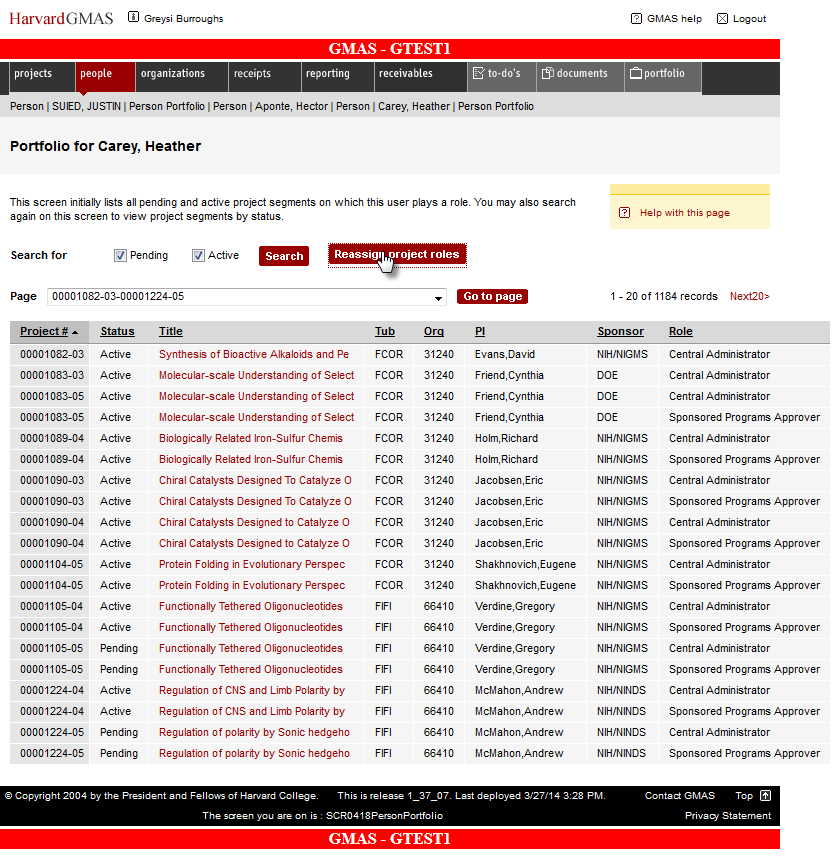 HarvardGMAS Greysi Burroughs GMAS help Logout
GMAS - GTEST1
projects people organizations receipts reporting receivables to-do's documents portfolio
Person | SUIED, JUSTIN | Person Portfolio | Person | Aponte, Hector | Person | Carey, Heather | Person Portfolio
Portfolio for Carey, Heather
This screen initially lists all pending and active project segments on which this user plays a role. You may also search
again on this screen to view project segments by status.
Help with this page
Search for Pending Active Search Reassign project roles
Page 00001082-03-00001224-05 Go to page 1 - 20 of 1184 records Next20>
Project # Status Title Tub Org PI Sponsor Role
00001082-03 Active Synthesis of Bioactive Alkaloids and Pe FCOR 31240 Evans,David NIH/NIGMS Central Administrator
00001083-03 Active Molecular-scale Understanding of Select FCOR 31240 Friend,Cynthia DOE Central Administrator
00001083-05 Active Molecular-scale Understanding of Select FCOR 31240 Friend,Cynthia DOE Central Administrator
00001083-05 Active Molecular-scale Understanding of Select FCOR 31240 Friend,Cynthia DOE Sponsored Programs Approver
00001089-04 Active Biologically Related Iron-Sulfur Chemis FCOR 31240 Holm,Richard NIH/NIGMS Central Administrator
00001089-04 Active Biologically Related Iron-Sulfur Chemis FCOR 31240 Holm,Richard NIH/NIGMS Sponsored Programs Approver
00001090-03 Active Chiral Catalysts Designed To Catalyze O FCOR 31240 Jacobsen,Eric NIH/NIGMS Central Administrator
00001090-03 Active Chiral Catalysts Designed To Catalyze O FCOR 31240 Jacobsen,Eric NIH/NIGMS Sponsored Programs Approver
00001090-04 Active Chiral Catalysts Designed to Catalyze O FCOR 31240 Jacobsen,Eric NIH/NIGMS Central Administrator
00001090-04 Active Chiral Catalysts Designed to Catalyze O FCOR 31240 Jacobsen,Eric NIH/NIGMS Sponsored Programs Approver
00001104-05 Active Protein Folding in Evolutionary Perspec FCOR 31240 Shakhnovich,Eugene NIH/NIGMS Central Administrator
00001104-05 Active Protein Folding in Evolutionary Perspec FCOR 31240 Shakhnovich,Eugene NIH/NIGMS Sponsored Programs Approver
00001105-04 Active Functionally Tethered Oligonucleotides FIFI 66410 Verdine,Gregory NIH/NIGMS Central Administrator
00001105-04 Active Functionally Tethered Oligonucleotides FIFI 66410 Verdine,Gregory NIH/NIGMS Sponsored Programs Approver
00001105-05 Pending Functionally Tethered Oligonucleotides FIFI 66410 Verdine,Gregory NIH/NIGMS Central Administrator
00001105-05 Pending Functionally Tethered Oligonucleotides FIFI 66410 Verdine,Gregory NIH/NIGMS Sponsored Programs Approver
00001224-04 Active Regulation of CNS and Limb Polarity by FIFI 66410 McMahon,Andrew NIH/NINDS Central Administrator
00001224-04 Active Regulation of CNS and Limb Polarity by FIFI 66410 McMahon,Andrew NIH/NINDS Sponsored Programs Approver
00001224-05 Pending Regulation of polarity by Sonic hedgeho FIFI 66410 McMahon,Andrew NIH/NINDS Central Administrator
00001224-05 Pending Regulation of polarity by Sonic hedgeho FIFI 66410 McMahon,Andrew NIH/NINDS Sponsored Programs Approver
© Copyright 2004 by the President and Fellows of Harvard College. This is release 1_37_07. Last deployed 3/27/14 3:28 PM. Contact GMAS Top
The screen you are on is : SCR0418PersonPortfolio Privacy Statement
GMAS - GTEST1